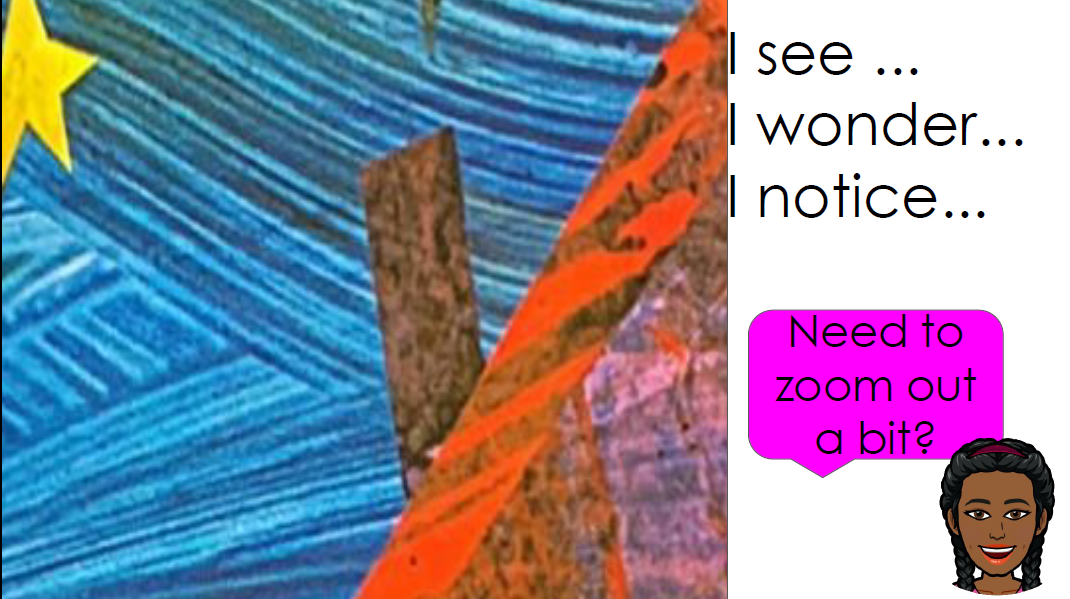 I see ...
I wonder...
I notice...
Need to
zoom out
a bit?